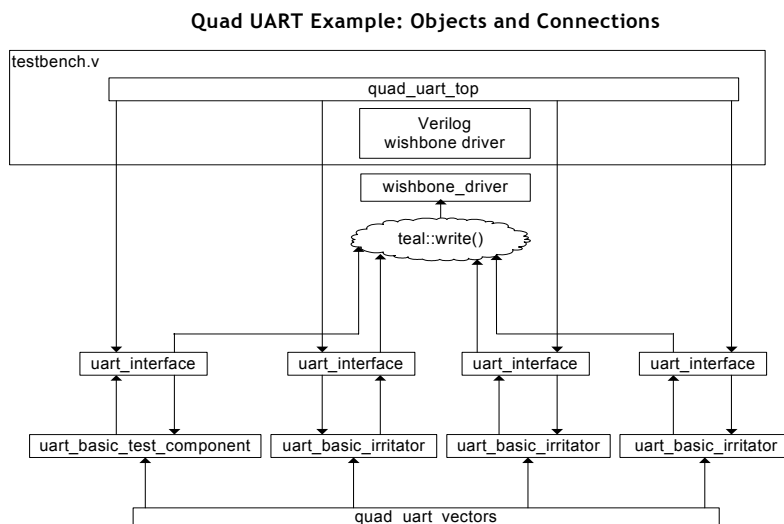 Quad UART Example: Objects and Connections
testbench.v
quad_uart_top
Verilog
wishbone driver
wishbone_driver
teal::write()
uart_interface
uart_interface
uart_interface
uart_interface
uart_basic_test_component
uart_basic_irritator
uart_basic_irritator
uart_basic_irritator
quad_uart_vectors